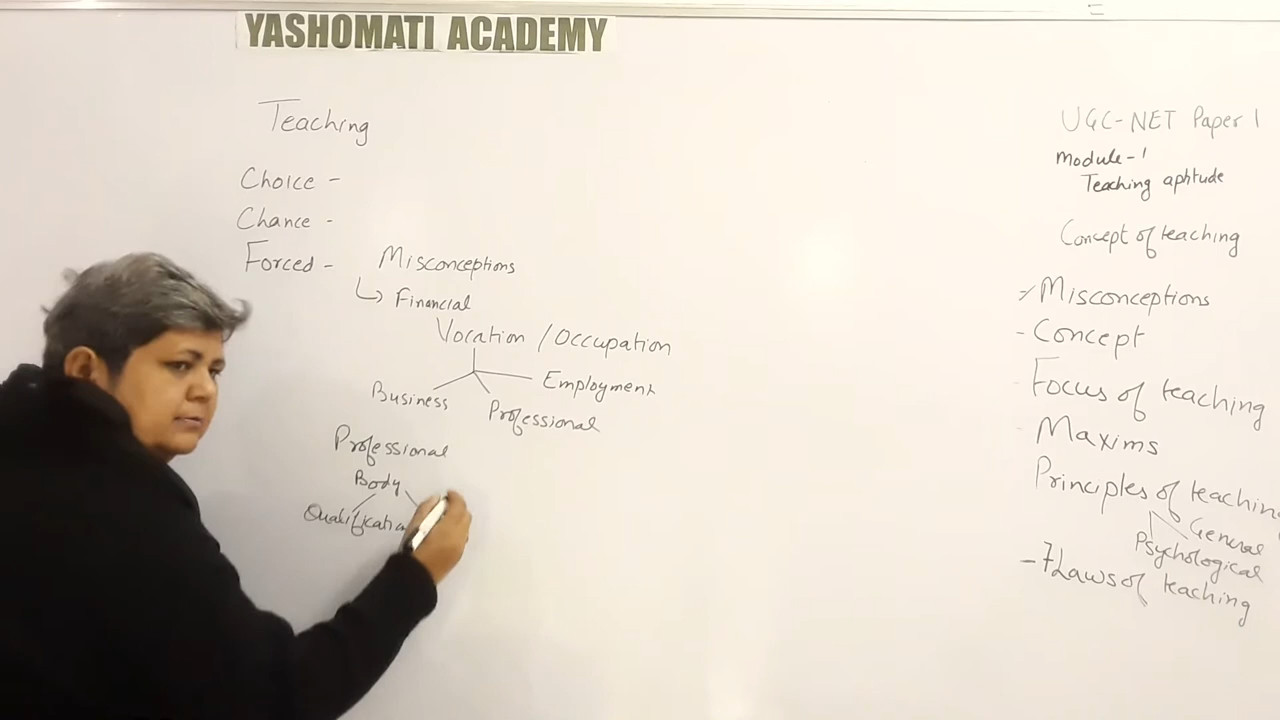 YASHOMATI ACADEMY
Teaching
Choice -
Chance -
Forced -
Misconceptions
Financial
Vocation / Occupation
Business
Professional
Employment
Professional
Body
UGC-NET Paper 1
Module-1
Teaching aptitude
Concept of teaching
Misconceptions
- Concept
Focus of teaching
Maxims
Principles of teaching
General
Psychological
- 7 Laws of teaching